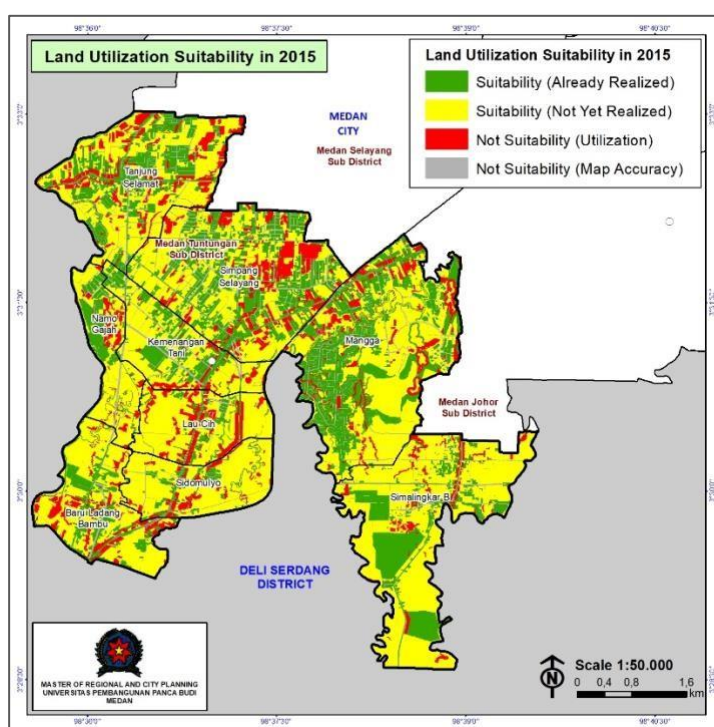 98°36'0"
98°37'30"
98°39'0"
98°40'30"
Land Utilization Suitability in 2015
Land Utilization Suitability in 2015
Suitability (Already Realized)
Suitability (Not Yet Realized)
Not Suitability (Utilization)
Not Suitability (Map Accuracy)
MEDAN
CITY
Medan Selayang
Sub District
Tanjung
Selamat
Medan Tuntungan
Sub District
Simpang
Selayang
Namo
Gajah
Kemenangan
Tani
Mangga
Medan Johor
Sub District
Lau Cih
Sidomulyo
Simalingkar B
Ladang
Bambu
DELI SERDANG
DISTRICT
MASTER OF REGIONAL AND CITY PLANNING
UNIVERSITAS PEMBANGUNAN PANCA BUDI
MEDAN
N
Scale 1:50.000
0 0,4 0,8 1,6
km
98°37'30"
98°39'0"
98°40'30"